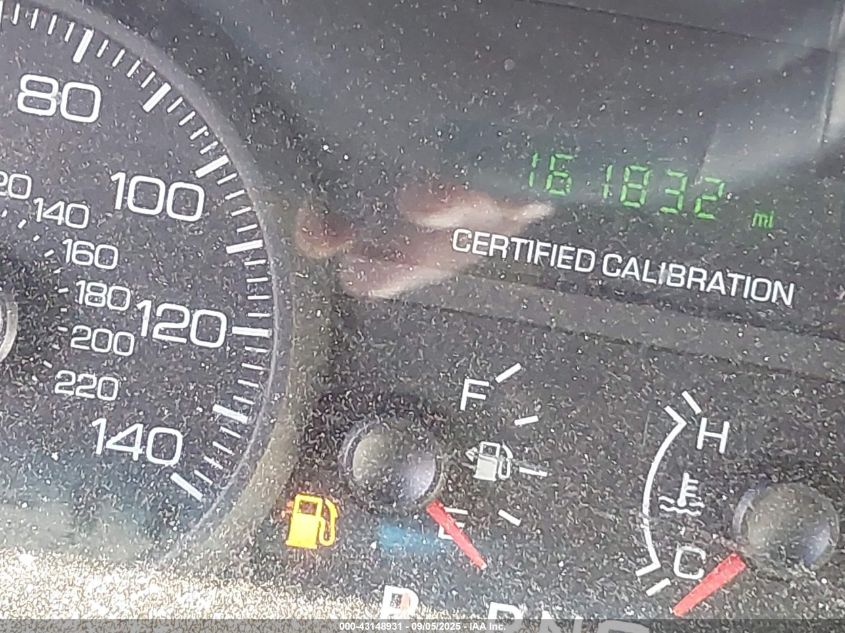 80
100
120
140
120
140
160
180
200
220
161832 mi
CERTIFIED CALIBRATION
F
E
H
C
000-43148931 - 09/05/2025 - IAA Inc.